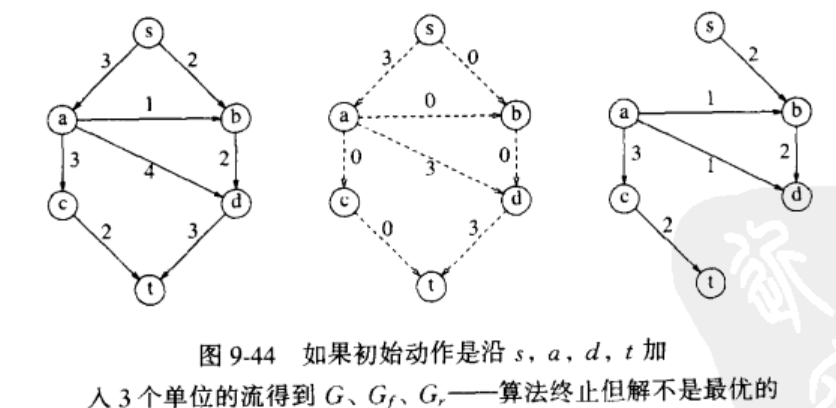 s s s
3 2 3 0 2
a 1 b a 0 b a 1 b
3 4 2 0 3 0 3 1 2
c d c d c d
2 3 0 3 2
t t t
图 9-44 如果初始动作是沿 s, a, d, t 加
入 3 个单位的流得到 G、Gf、Gr——算法终止但解不是最优的